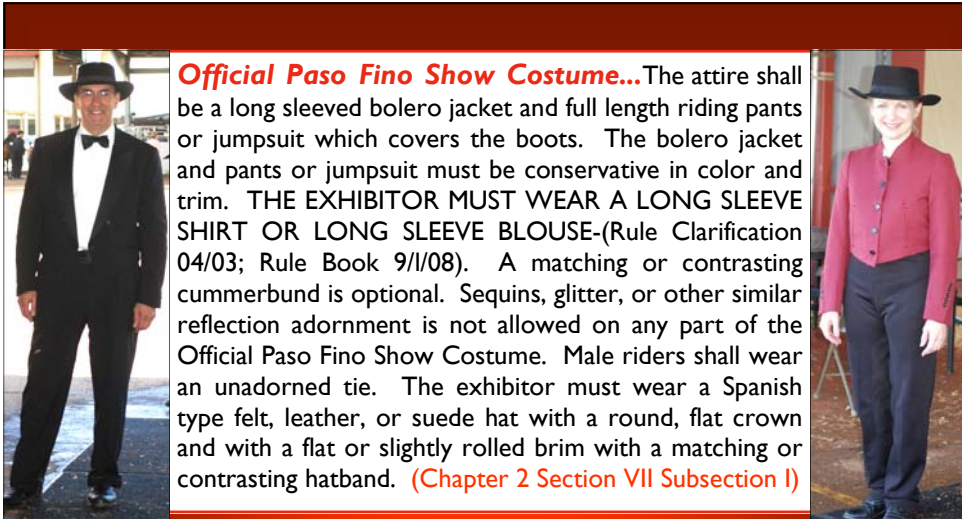 Official Paso Fino Show Costume...The attire shall
be a long sleeved bolero jacket and full length riding pants
or jumpsuit which covers the boots. The bolero jacket
and pants or jumpsuit must be conservative in color and
trim. THE EXHIBITOR MUST WEAR A LONG SLEEVE
SHIRT OR LONG SLEEVE BLOUSE-(Rule Clarification
04/03; Rule Book 9/l/08). A matching or contrasting
cummerbund is optional. Sequins, glitter, or other similar
reflection adornment is not allowed on any part of the
Official Paso Fino Show Costume. Male riders shall wear
an unadorned tie. The exhibitor must wear a Spanish
type felt, leather, or suede hat with a round, flat crown
and with a flat or slightly rolled brim with a matching or
contrasting hatband. (Chapter 2 Section VII Subsection I)